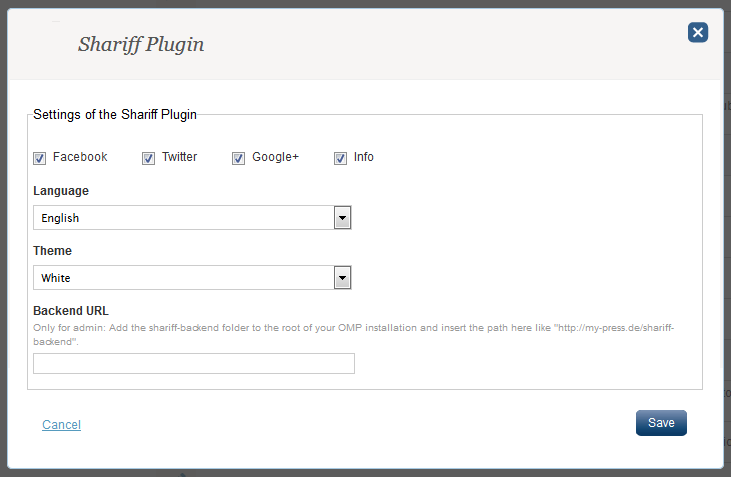 Shariff Plugin
Settings of the Shariff Plugin
Facebook Twitter Google+ Info
Language
English
Theme
White
Backend URL
Only for admin: Add the shariff-backend folder to the root of your OMP installation and insert the path here like "http://my-press.de/shariff-
backend".
Cancel Save